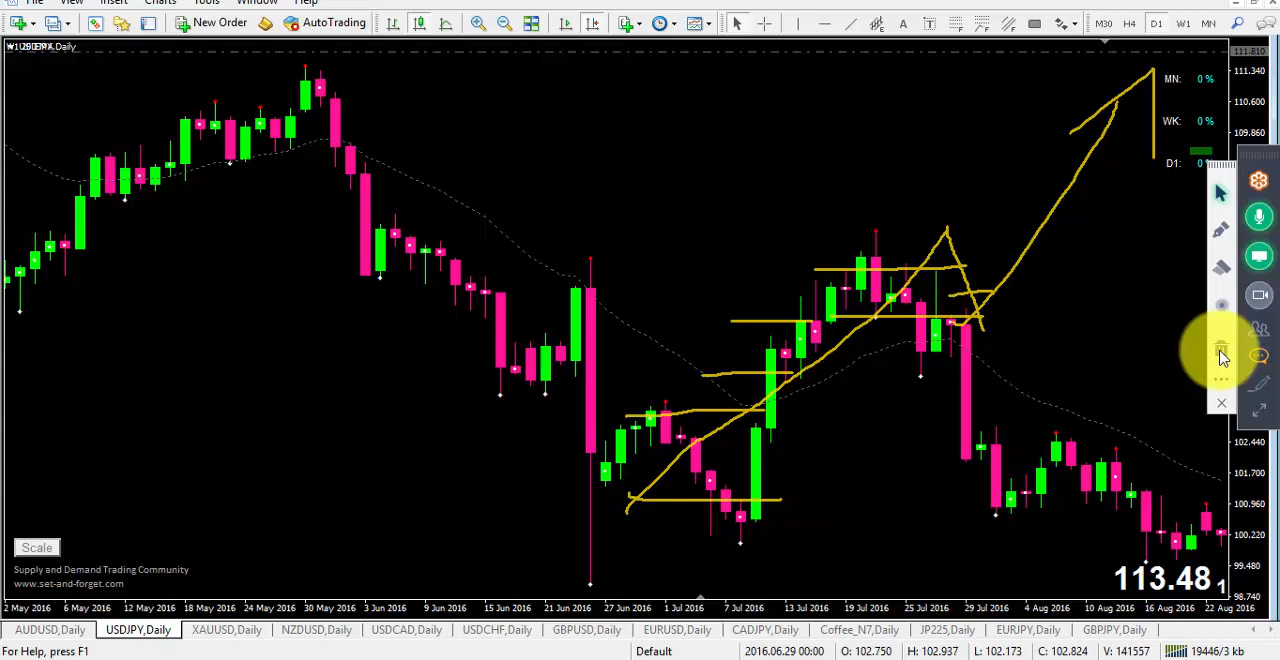 File View Insert Charts Tools Window Help
New Order AutoTrading A T M30 H4 D1 W1 MN
USDJPY,Daily
111.810
111.340
MN: 0 %
110.600
WK: 0 %
109.860
D1: 0 %
102.440
101.700
100.960
100.220
Scale
Supply and Demand Trading Community
www.set-and-forget.com
99.480
113.48 1
98.740
2 May 2016 6 May 2016 12 May 2016 18 May 2016 24 May 2016 30 May 2016 3 Jun 2016 9 Jun 2016 15 Jun 2016 21 Jun 2016 27 Jun 2016 1 Jul 2016 7 Jul 2016 13 Jul 2016 19 Jul 2016 25 Jul 2016 29 Jul 2016 4 Aug 2016 10 Aug 2016 16 Aug 2016 22 Aug 2016
AUDUSD,Daily USDJPY,Daily XAUUSD,Daily NZDUSD,Daily USDCAD,Daily USDCHF,Daily GBPUSD,Daily EURUSD,Daily CADJPY,Daily Coffee_N7,Daily JP225,Daily EURJPY,Daily GBPJPY,Daily
For Help, press F1 Default 2016.06.29 00:00 O: 102.750 H: 102.937 L: 102.173 C: 102.824 V: 141557 19446/3 kb